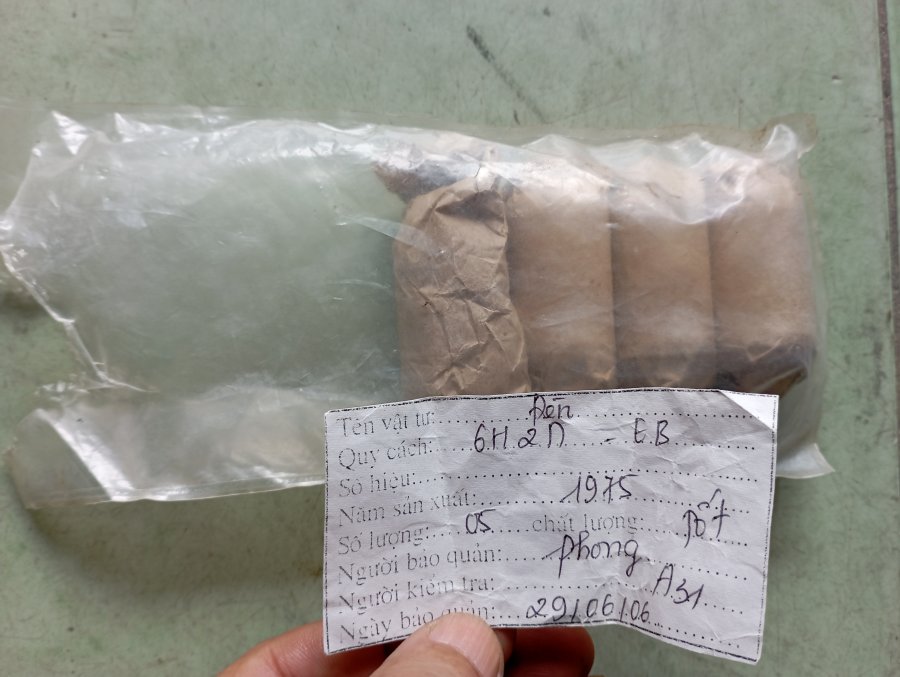 Tên vật tư:........Đèn........
Quy cách:....6H2П - EB........
Số hiệu:........
Năm sản xuất:........1975........
Số lượng:....05....chất lượng:....tốt
Người bảo quản:....Phong........
Người kiểm tra:........A31
Ngày bảo quản:....29/06/06........